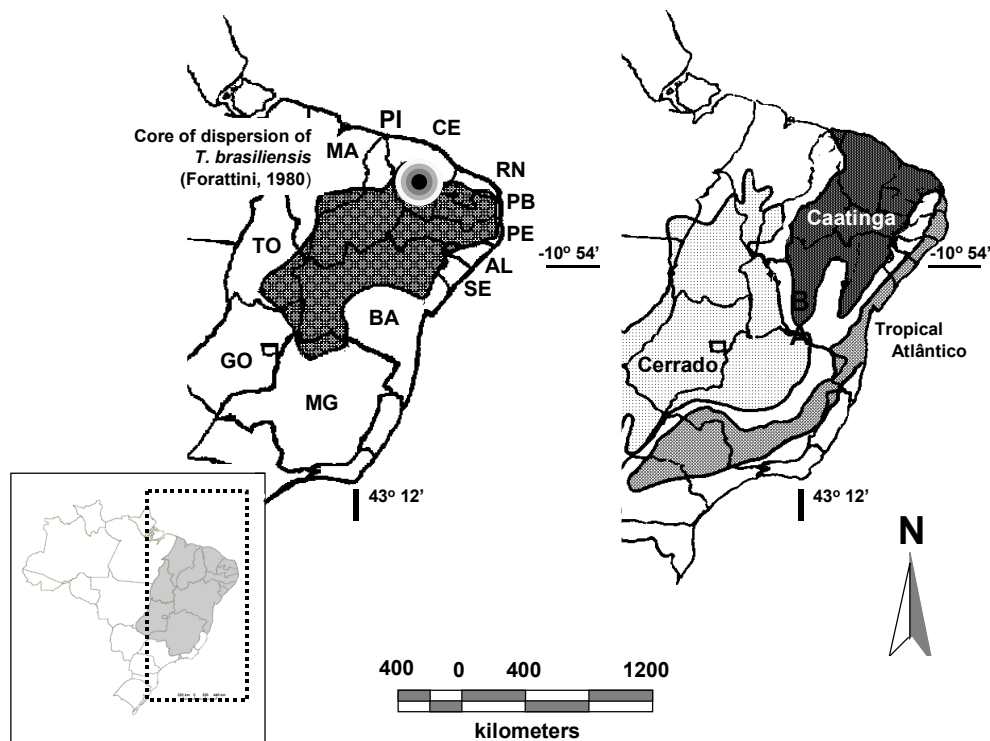 PI
CE
Core of dispersion of
T. brasiliensis
(Forattini, 1980)
MA
RN
PB
PE
TO
AL
SE
BA
GO
MG
43º 12’
-10º 54’
Caatinga
-10º 54’
B
A
Tropical
Atlântico
Cerrado
43º 12’
N
400 0 400 1200
kilometers